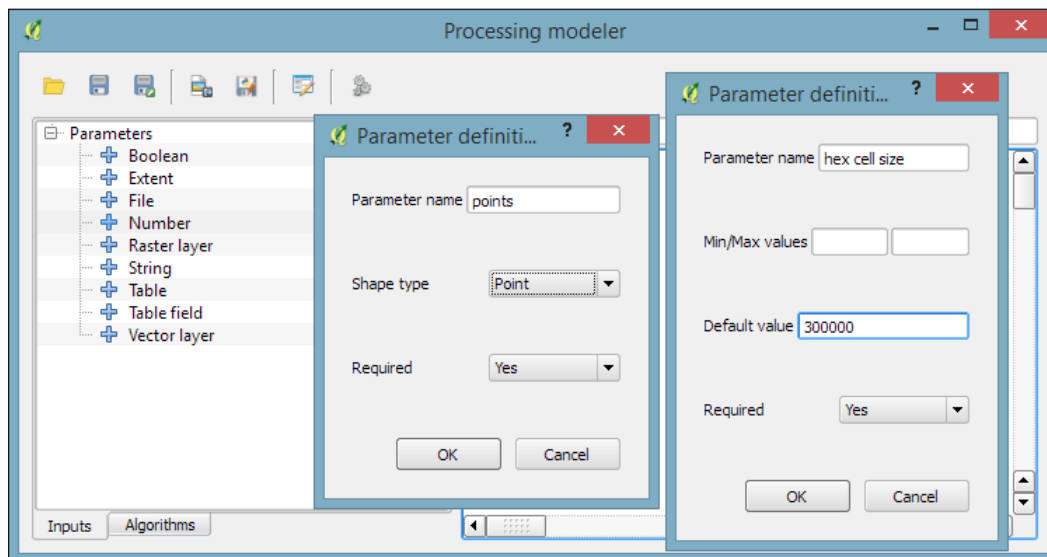 Processing modeler
Parameters
Boolean
Extent
File
Number
Raster layer
String
Table
Table field
Vector layer
Inputs
Algorithms
Parameter definiti...
?
Parameter name
points
Shape type
Point
Required
Yes
OK
Cancel
Parameter definiti...
?
Parameter name
hex cell size
Min/Max values
Default value
300000
Required
Yes
OK
Cancel